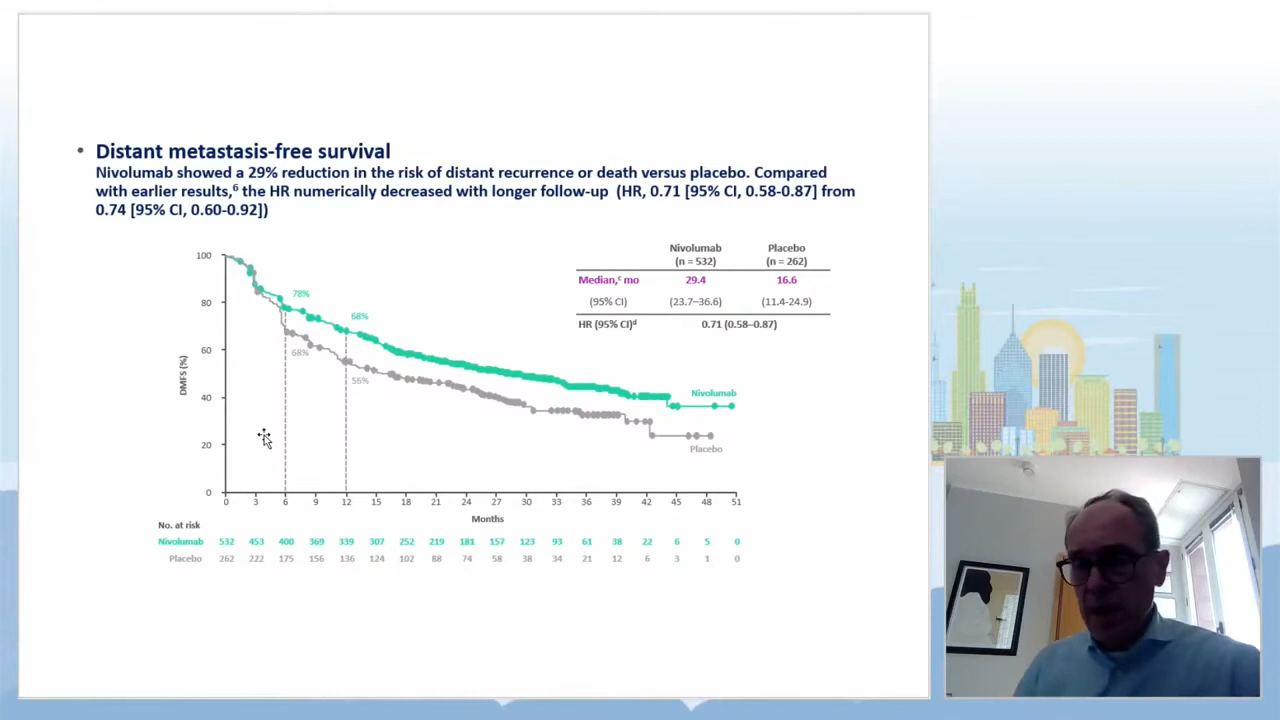 • Distant metastasis-free survival
Nivolumab showed a 29% reduction in the risk of distant recurrence or death versus placebo. Compared
with earlier results,⁶ the HR numerically decreased with longer follow-up (HR, 0.71 [95% CI, 0.58-0.87] from
0.74 [95% CI, 0.60-0.92])
Nivolumab Placebo
(n = 532) (n = 262)
Median,ᶜ mo 29.4 16.6
(95% CI) (23.7–36.6) (11.4-24.9)
HR (95% CI)ᵈ 0.71 (0.58–0.87)
DMFS (%)
100
80
60
40
20
0
78%
68%
68%
56%
Nivolumab
Placebo
0 3 6 9 12 15 18 21 24 27 30 33 36 39 42 45 48 51
Months
No. at risk
Nivolumab 532 453 400 369 339 307 252 219 181 157 123 93 61 38 22 6 5 0
Placebo 262 222 175 156 136 124 102 88 74 58 38 34 21 12 6 3 1 0